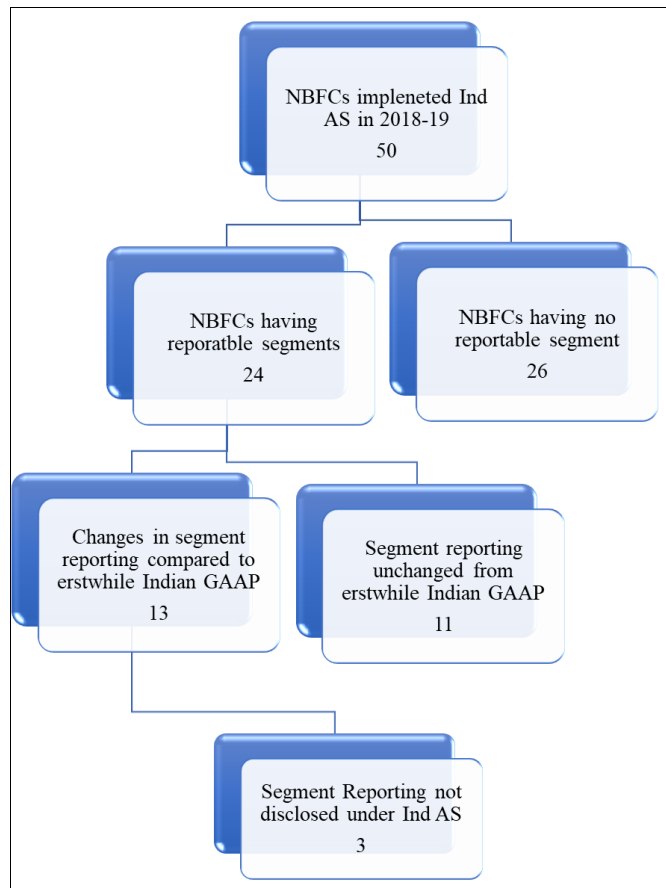 NBFCs impleneted Ind
AS in 2018-19
50
NBFCs having
reporatble segments
24
NBFCs having no
reportable segment
26
Changes in segment
reporting compared to
erstwhile Indian GAAP
13
Segment reporting
unchanged from
erstwhile Indian GAAP
11
Segment Reporting not
disclosed under Ind AS
3